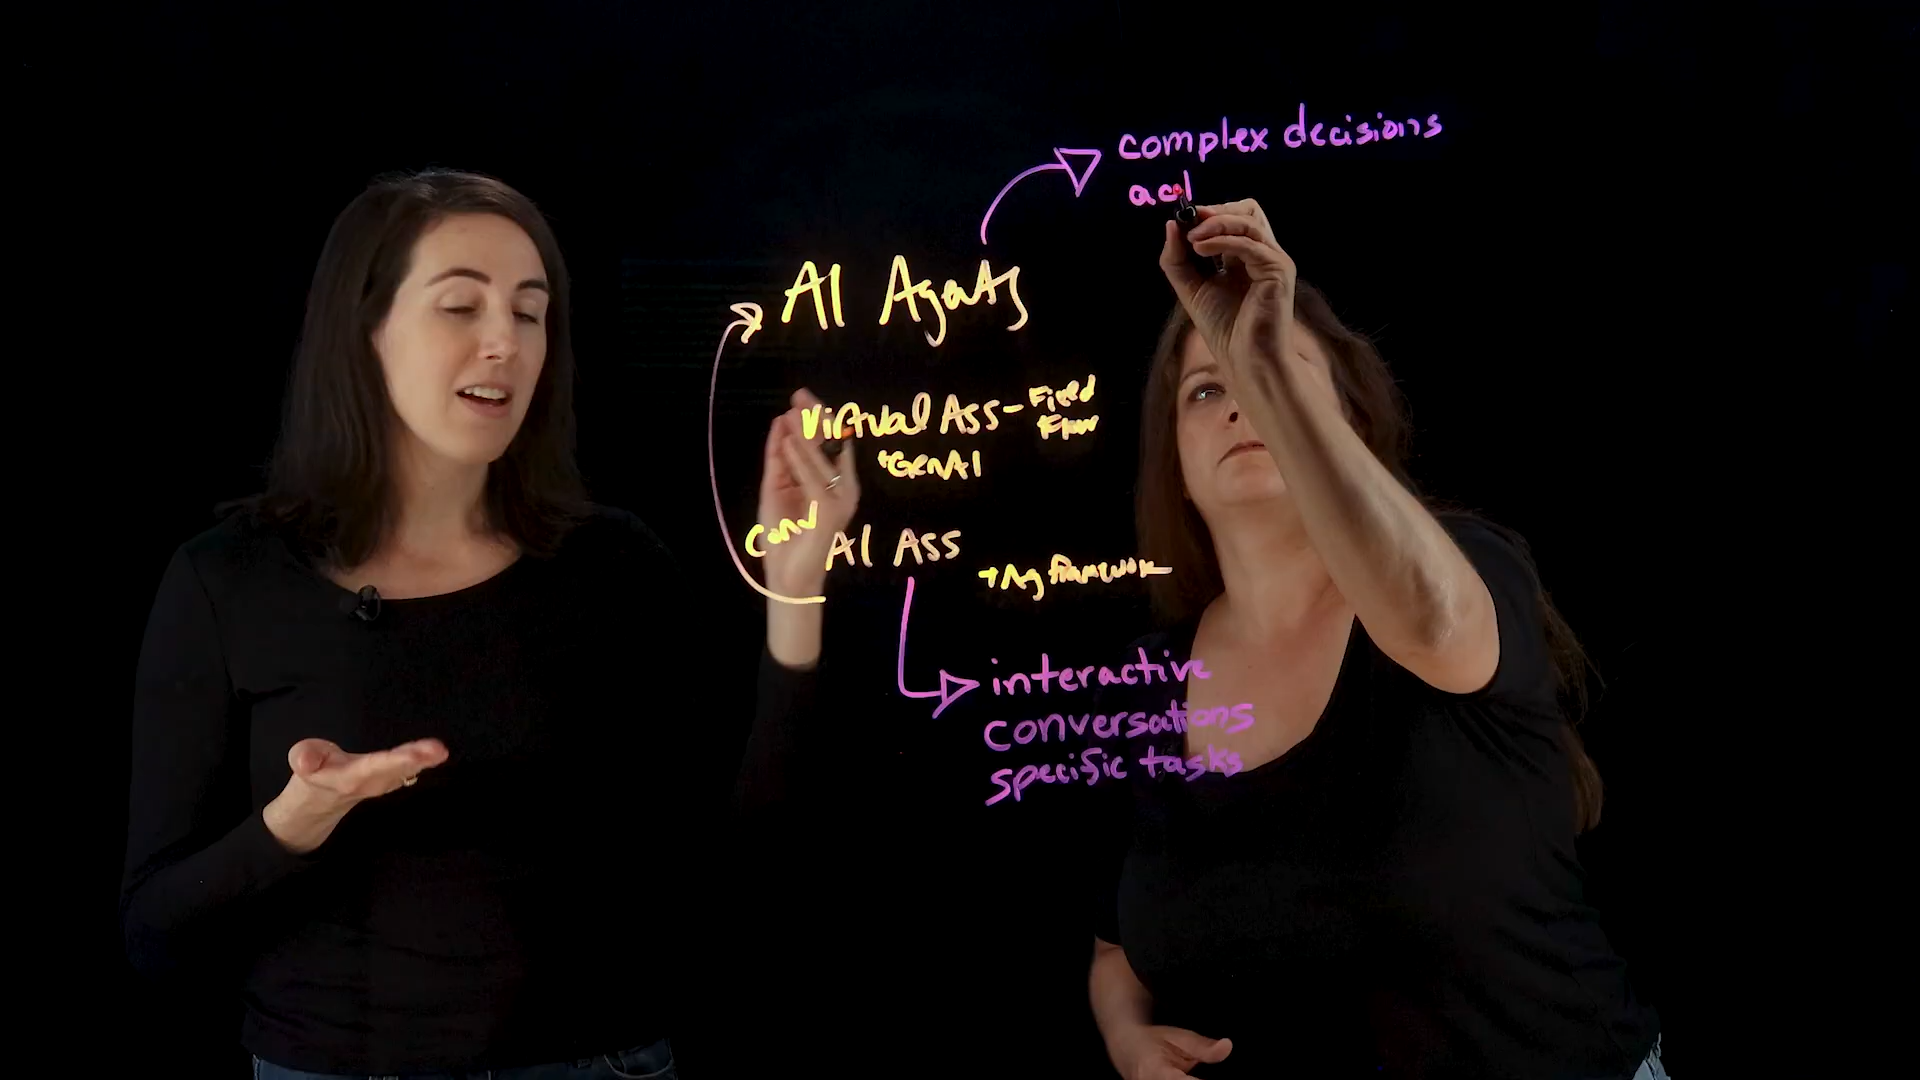 complex decisions
AI Agents
Virtual Ass - Fixed
Flow
+GenAI
Conv AI Ass
+Ag framework
interactive
conversations
specific tasks